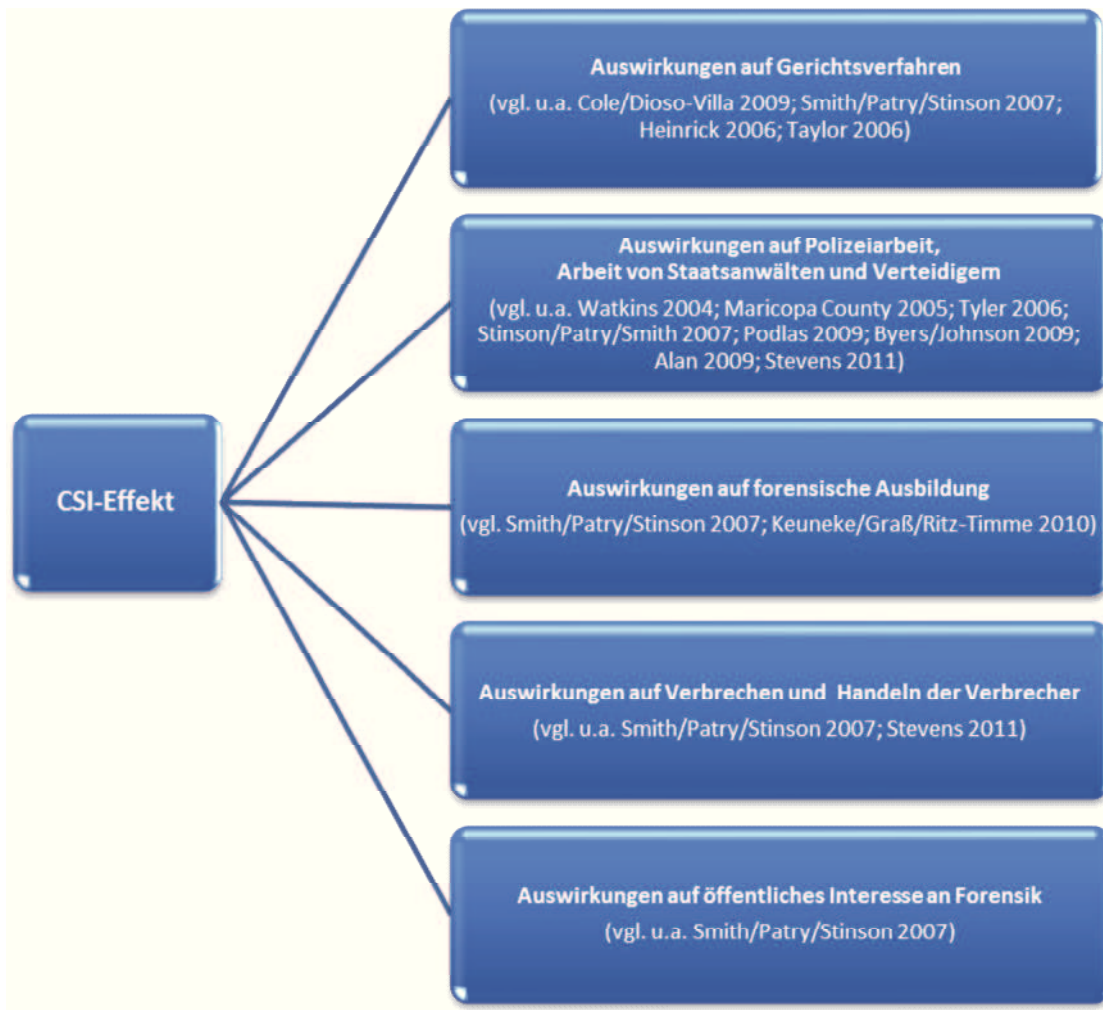 Auswirkungen auf Gerichtsverfahren
(vgl. u.a. Cole/Dioso-Villa 2009; Smith/Patry/Stinson 2007;
Heinrick 2006; Taylor 2006)
Auswirkungen auf Polizeiarbeit,
Arbeit von Staatsanwälten und Verteidigern
(vgl. u.a. Watkins 2004; Maricopa County 2005; Tyler 2006;
Stinson/Patry/Smith 2007; Podlas 2009; Byers/Johnson 2009;
Alan 2009; Stevens 2011)
CSI-Effekt
Auswirkungen auf forensische Ausbildung
(vgl. Smith/Patry/Stinson 2007; Keuneke/Graß/Ritz-Timme 2010)
Auswirkungen auf Verbrechen und Handeln der Verbrecher
(vgl. u.a. Smith/Patry/Stinson 2007; Stevens 2011)
Auswirkungen auf öffentliches Interesse an Forensik
(vgl. u.a. Smith/Patry/Stinson 2007)